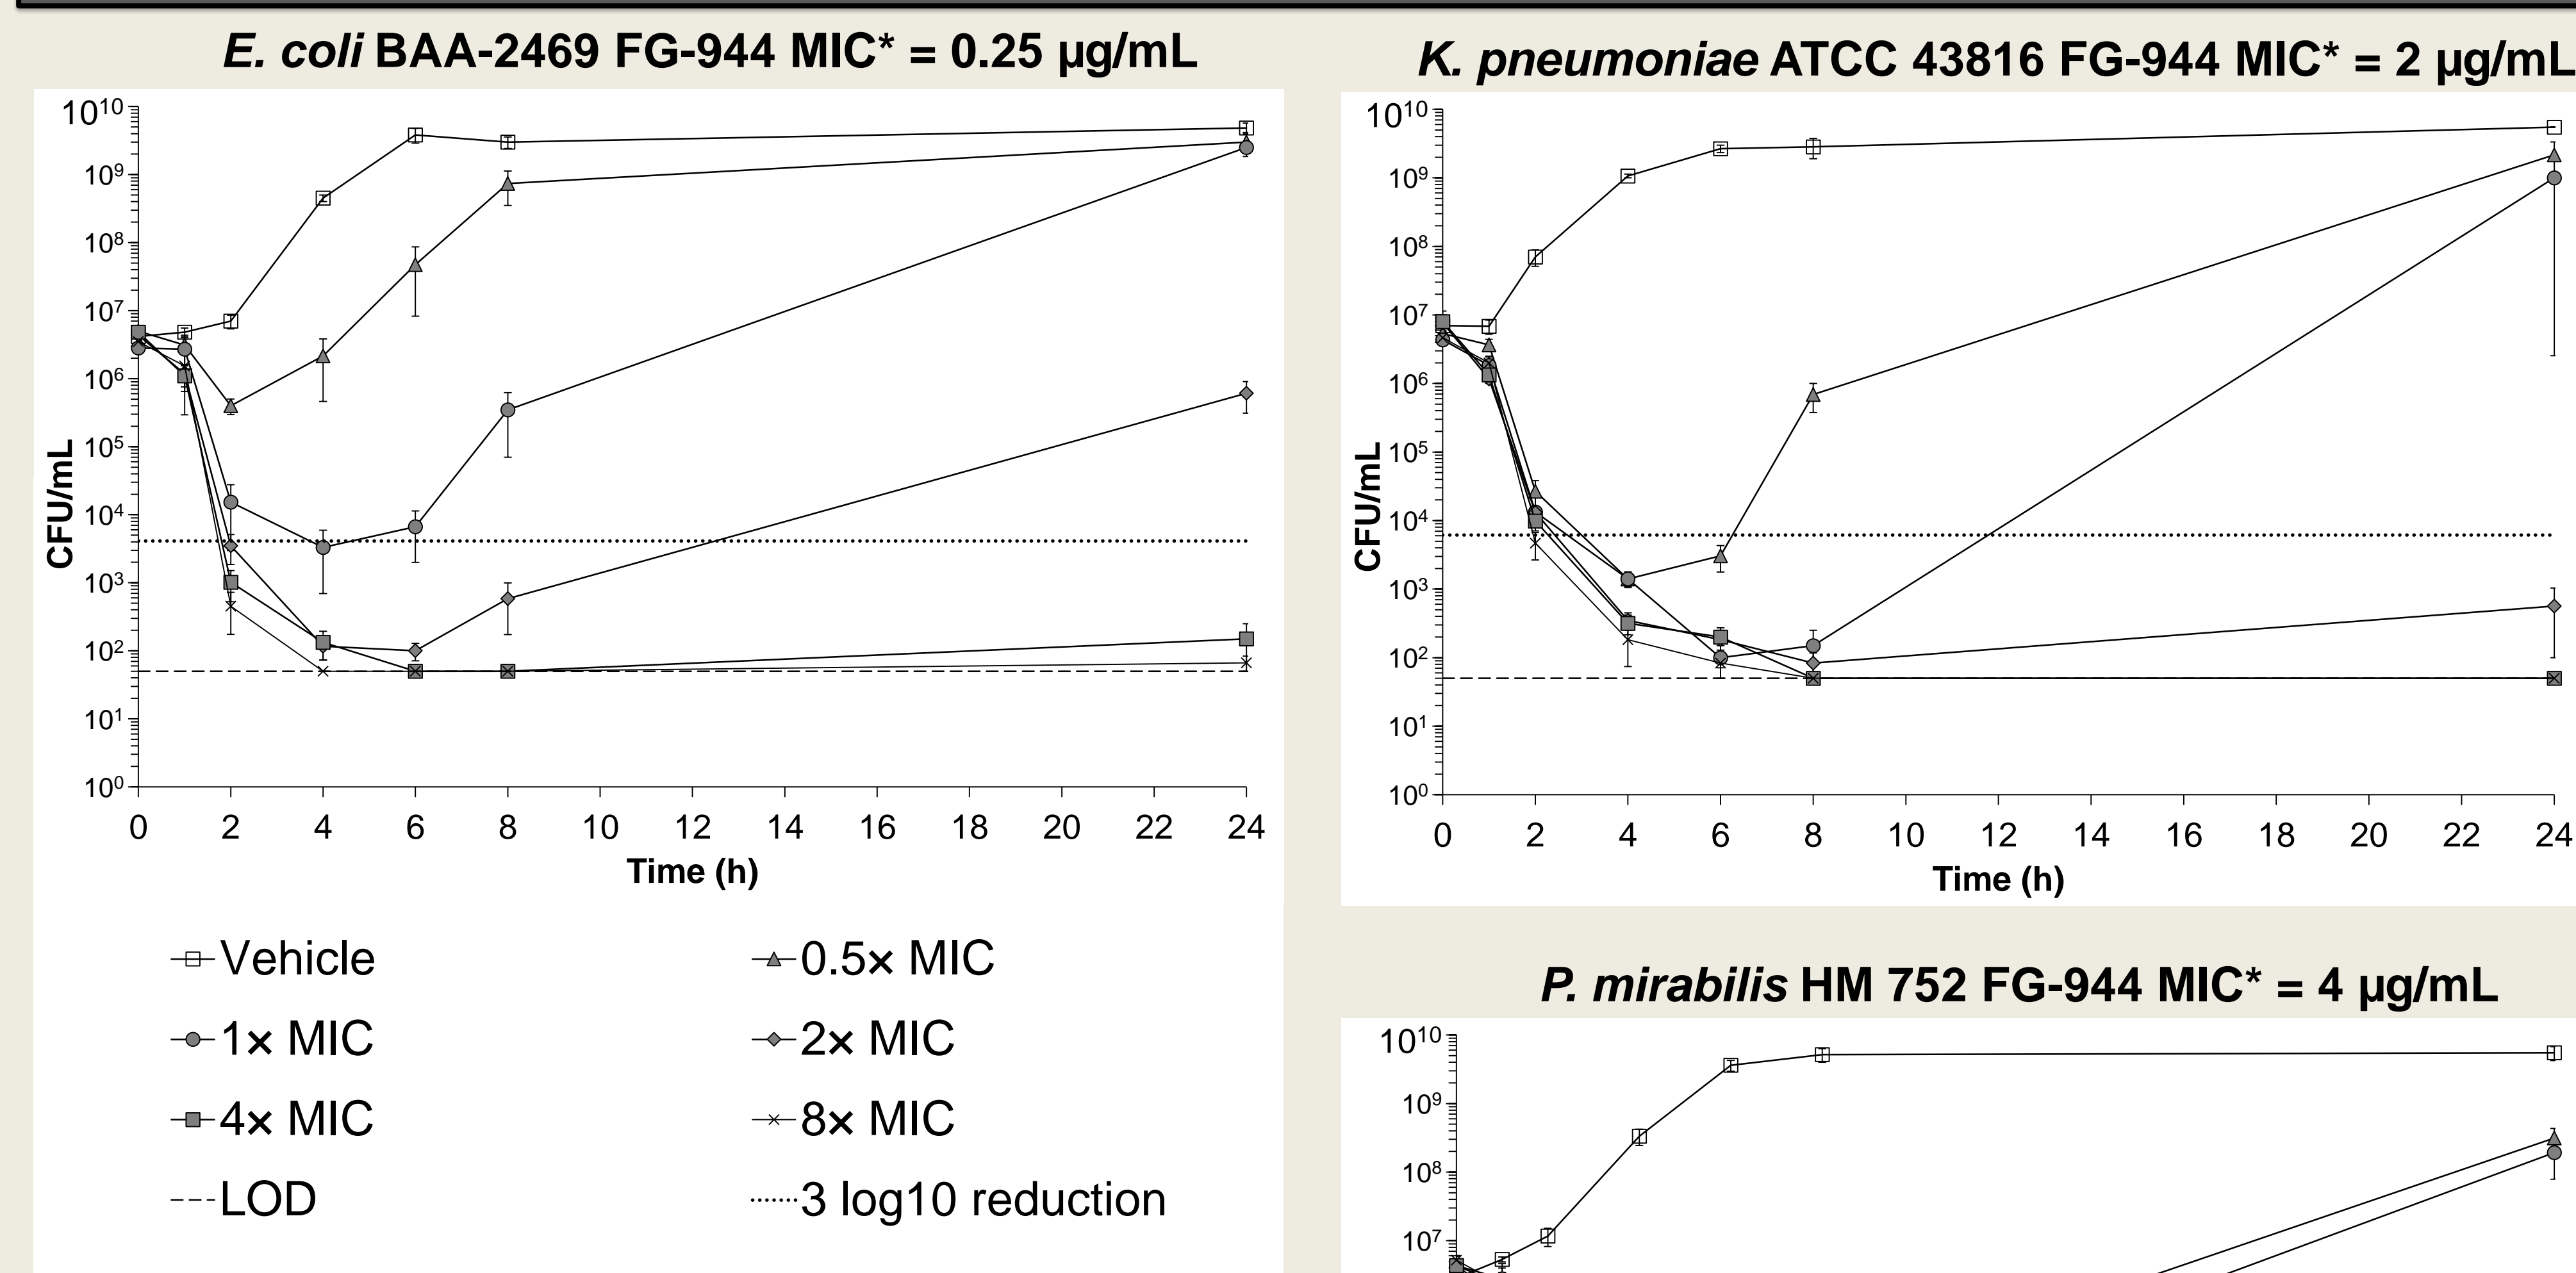 E. coli BAA-2469 FG-944 MIC* = 0.25 µg/mL
10¹⁰
10⁹
10⁸
10⁷
10⁶
10⁵
10⁴
10³
10²
10¹
10⁰
CFU/mL
0 2 4 6 8 10 12 14 16 18 20 22 24
Time (h)
Vehicle
0.5× MIC
1× MIC
2× MIC
4× MIC
8× MIC
LOD
3 log10 reduction
K. pneumoniae ATCC 43816 FG-944 MIC* = 2 µg/mL
10¹⁰
10⁹
10⁸
10⁷
10⁶
10⁵
10⁴
10³
10²
10¹
10⁰
CFU/mL
0 2 4 6 8 10 12 14 16 18 20 22 24
Time (h)
P. mirabilis HM 752 FG-944 MIC* = 4 µg/mL
10¹⁰
10⁹
10⁸
10⁷